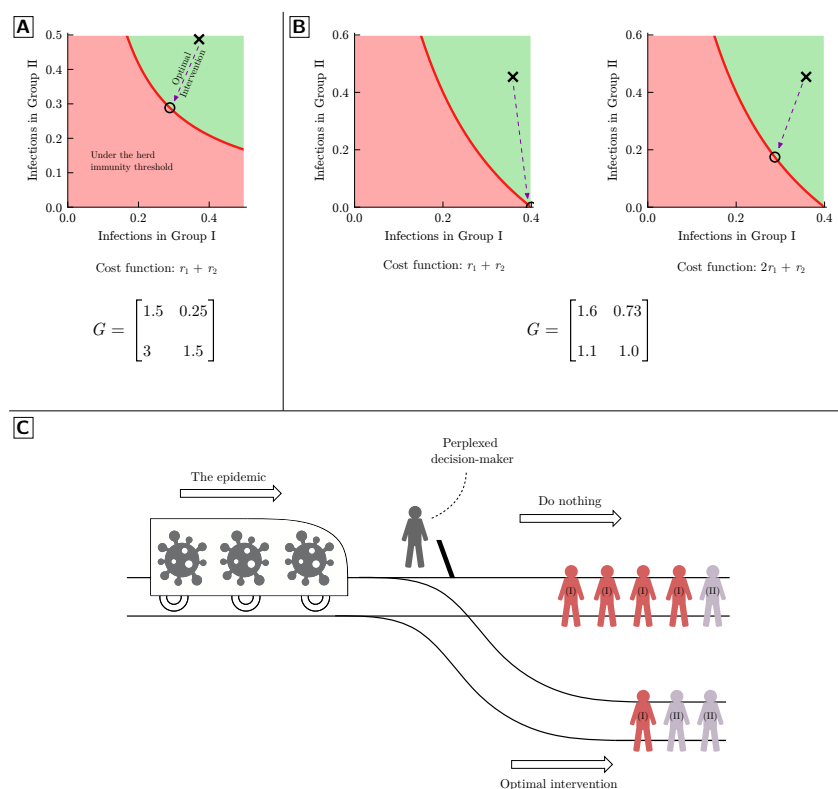 A
0.5
0.4
0.3
0.2
0.1
0.0
Infections in Group II
Optimal
Intervention
Under the herd
immunity threshold
0.0
0.2
0.4
Infections in Group I
Cost function: r₁ + r₂
G = [1.5 0.25
3 1.5]
B
0.6
0.4
0.2
0.0
Infections in Group II
0.0
0.2
0.4
Infections in Group I
Cost function: r₁ + r₂
0.6
0.4
0.2
0.0
Infections in Group II
0.0
0.2
0.4
Infections in Group I
Cost function: 2r₁ + r₂
G = [1.6 0.73
1.1 1.0]
C
The epidemic
Perplexed
decision-maker
Do nothing
(I) (I) (I) (I) (II)
(I) (II) (II)
Optimal intervention